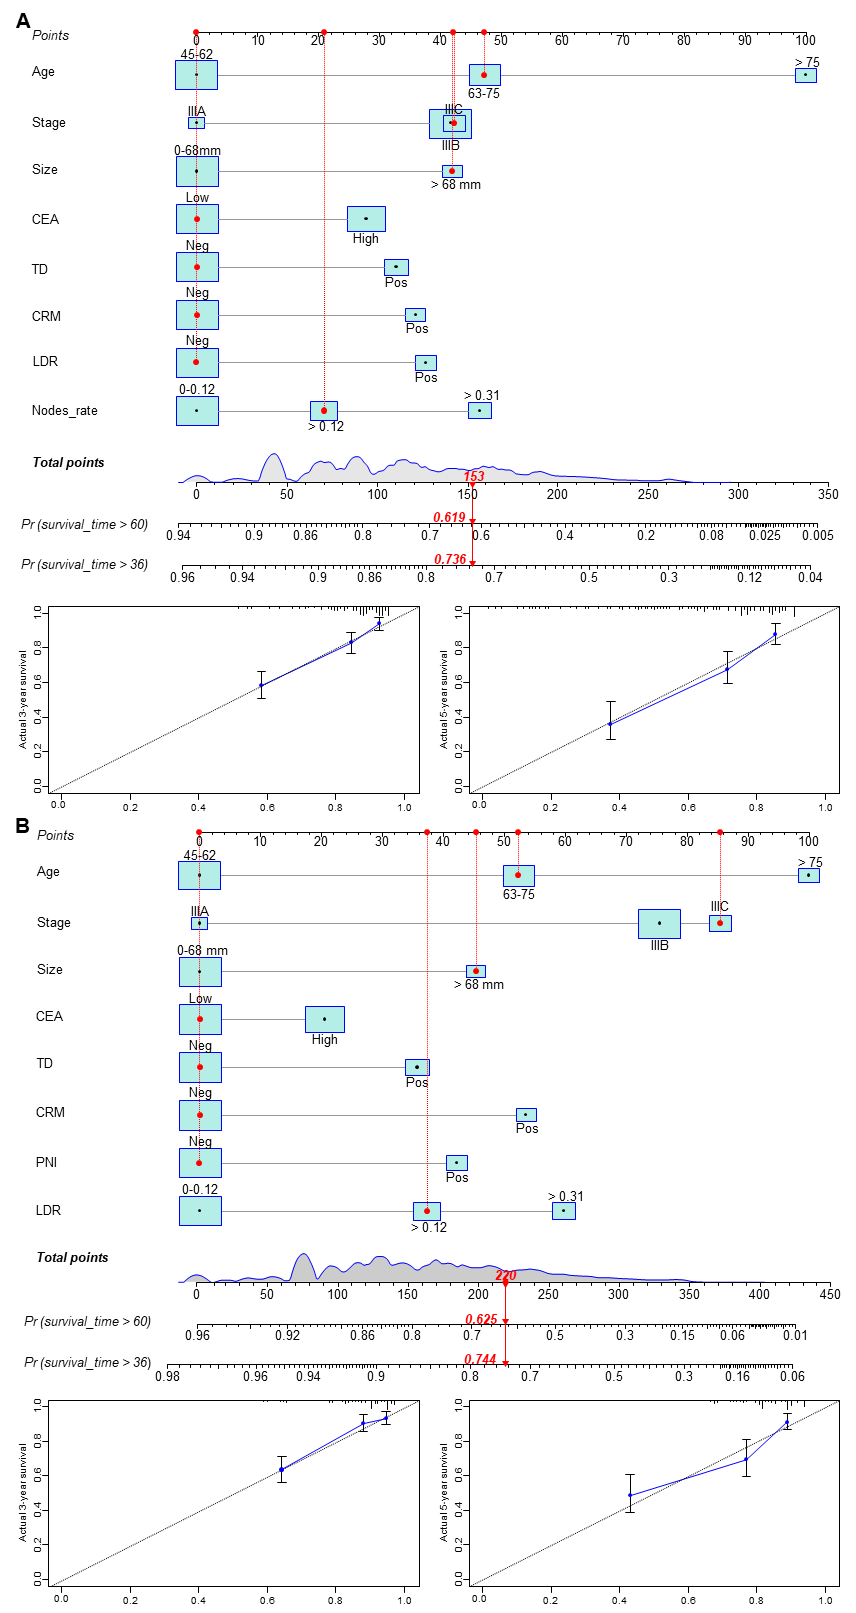 A
Points
0 10 20 30 40 50 60 70 80 90 100
45-62
> 75
Age
63-75
IIIA IIIC
Stage
IIIB
0-68mm
Size
> 68 mm
Low
CEA
High
Neg
TD
Pos
Neg
CRM
Pos
Neg
LDR
Pos
0-0.12 > 0.31
Nodes_rate
> 0.12
Total points
153
0 50 100 150 200 250 300 350
0.619
Pr (survival_time > 60)
0.94 0.9 0.86 0.8 0.7 0.6 0.4 0.2 0.08 0.025 0.005
0.736
Pr (survival_time > 36)
0.96 0.94 0.9 0.86 0.8 0.7 0.5 0.3 0.12 0.04
Actual 3-year survival
0.0 0.2 0.4 0.6 0.8 1.0
0.0 0.2 0.4 0.6 0.8 1.0
Actual 5-year survival
0.0 0.2 0.4 0.6 0.8 1.0
0.0 0.2 0.4 0.6 0.8 1.0
B
Points
0 10 20 30 40 50 60 70 80 90 100
45-62
> 75
Age
63-75
IIIA IIIC
Stage
IIIB
0-68 mm
Size
> 68 mm
Low
CEA
High
Neg
TD
Pos
Neg
CRM
Pos
Neg
PNI
Pos
0-0.12 > 0.31
LDR
> 0.12
Total points
220
0 50 100 150 200 250 300 350 400 450
0.625
Pr (survival_time > 60)
0.96 0.92 0.86 0.8 0.7 0.5 0.3 0.15 0.06 0.01
0.744
Pr (survival_time > 36)
0.98 0.96 0.94 0.9 0.8 0.7 0.5 0.3 0.16 0.06
Actual 3-year survival
0.0 0.2 0.4 0.6 0.8 1.0
0.0 0.2 0.4 0.6 0.8 1.0
Actual 5-year survival
0.0 0.2 0.4 0.6 0.8 1.0
0.0 0.2 0.4 0.6 0.8 1.0